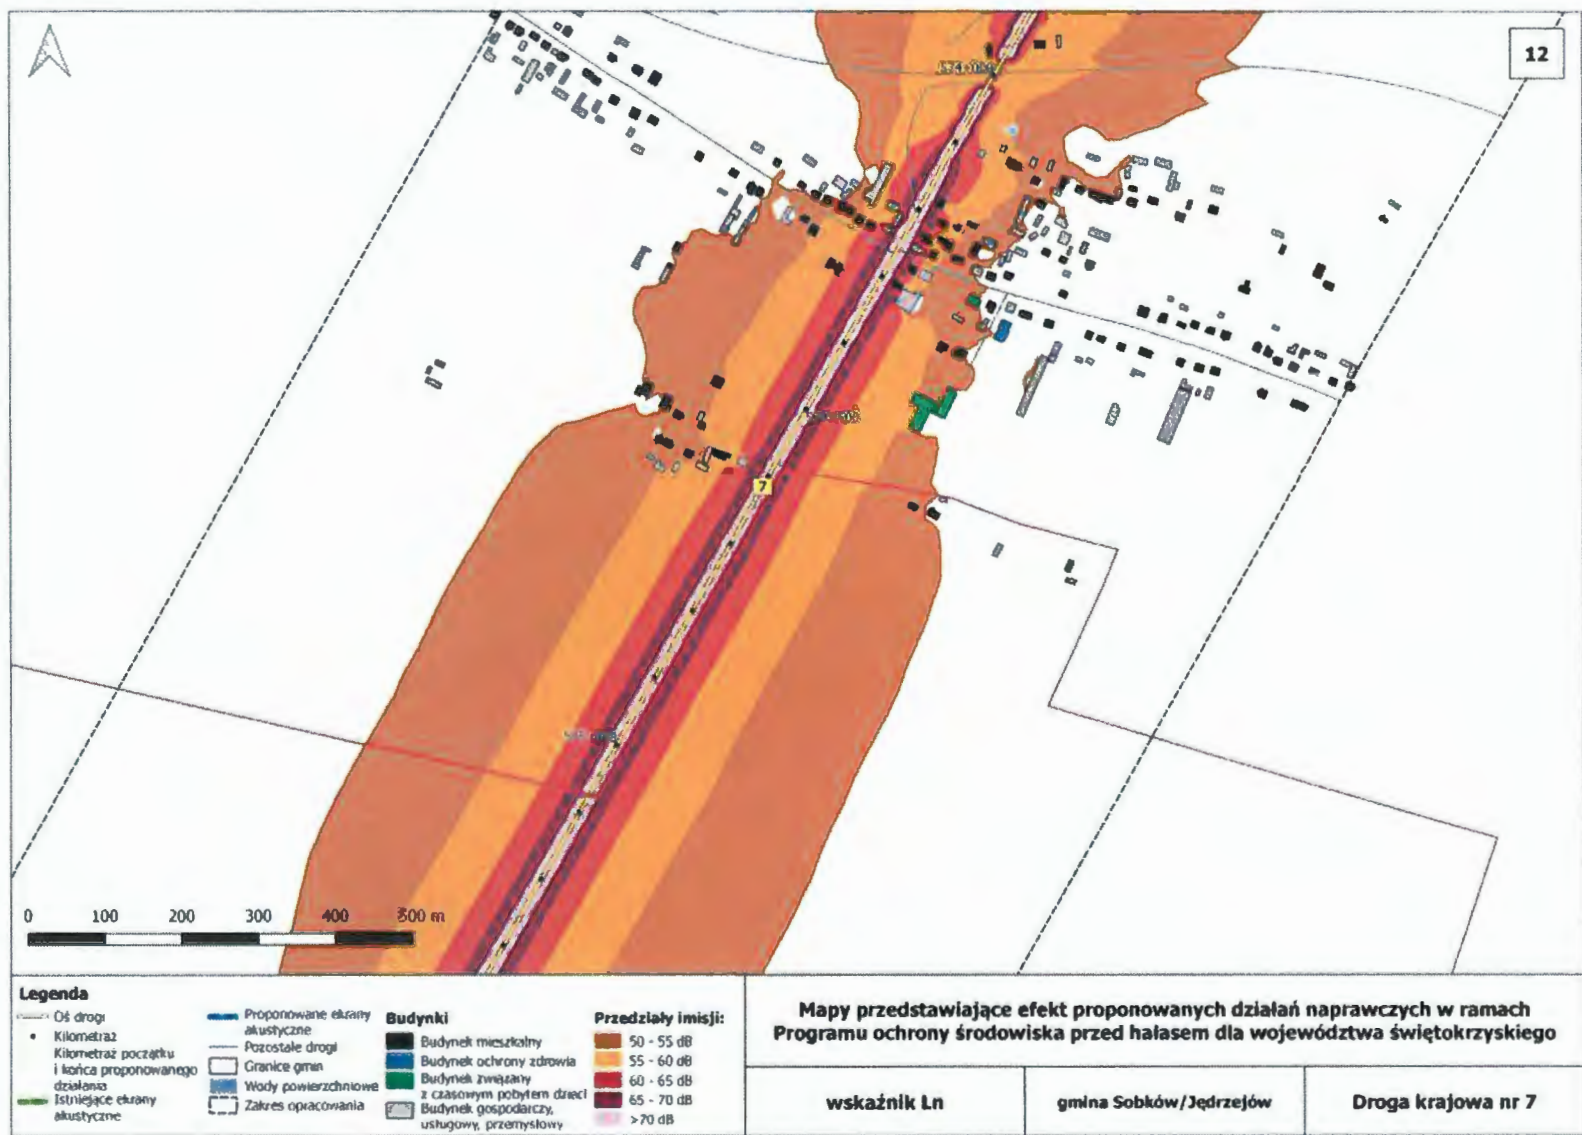 12
7
0 100 200 300 400 500 m
Legenda
Oś drogi
Kilometraż
Kilometraż początku
i końca proponowanego
działania
Istniejące ekrany
akustyczne
Proponowane ekrany
akustyczne
Pozostałe drogi
Granice gmin
Wody powierzchniowe
Zakres opracowania
Budynki
Budynek mieszkalny
Budynek ochrony zdrowia
Budynek związany
z czasowym pobytem dzieci
Budynek gospodarczy,
usługowy, przemysłowy
Przedziały imisji:
50 - 55 dB
55 - 60 dB
60 - 65 dB
65 - 70 dB
>70 dB
Mapy przedstawiające efekt proponowanych działań naprawczych w ramach
Programu ochrony środowiska przed hałasem dla województwa świętokrzyskiego
wskaźnik Ln
gmina Sobków/Jędrzejów
Droga krajowa nr 7